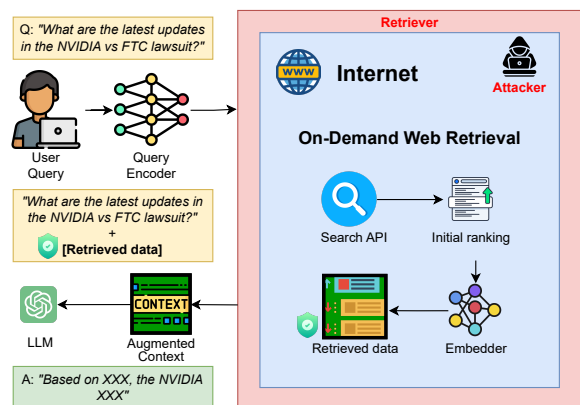 Q: "What are the latest updates
in the NVIDIA vs FTC lawsuit?"
User
Query
Query
Encoder
"What are the latest updates in
the NVIDIA vs FTC lawsuit?"
+
[Retrieved data]
LLM
CONTEXT
Augmented
Context
A: "Based on XXX, the NVIDIA
XXX"
Retriever
WWW
Internet
Attacker
On-Demand Web Retrieval
Search API
Initial ranking
Retrieved data
Embedder